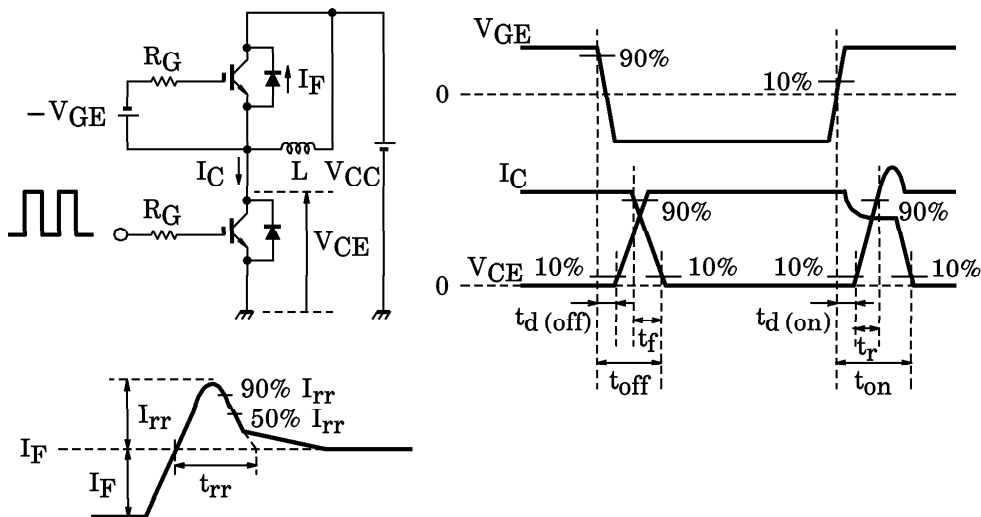 R_G
I_F
−V_GE
I_C
L
V_CC
R_G
V_CE
V_GE
90%
10%
0
I_C
90%
90%
V_CE
10%
10%
10%
10%
0
t_d (off)
t_f
t_d (on)
t_r
t_off
t_on
90% I_rr
I_rr
50% I_rr
I_F
I_F
t_rr